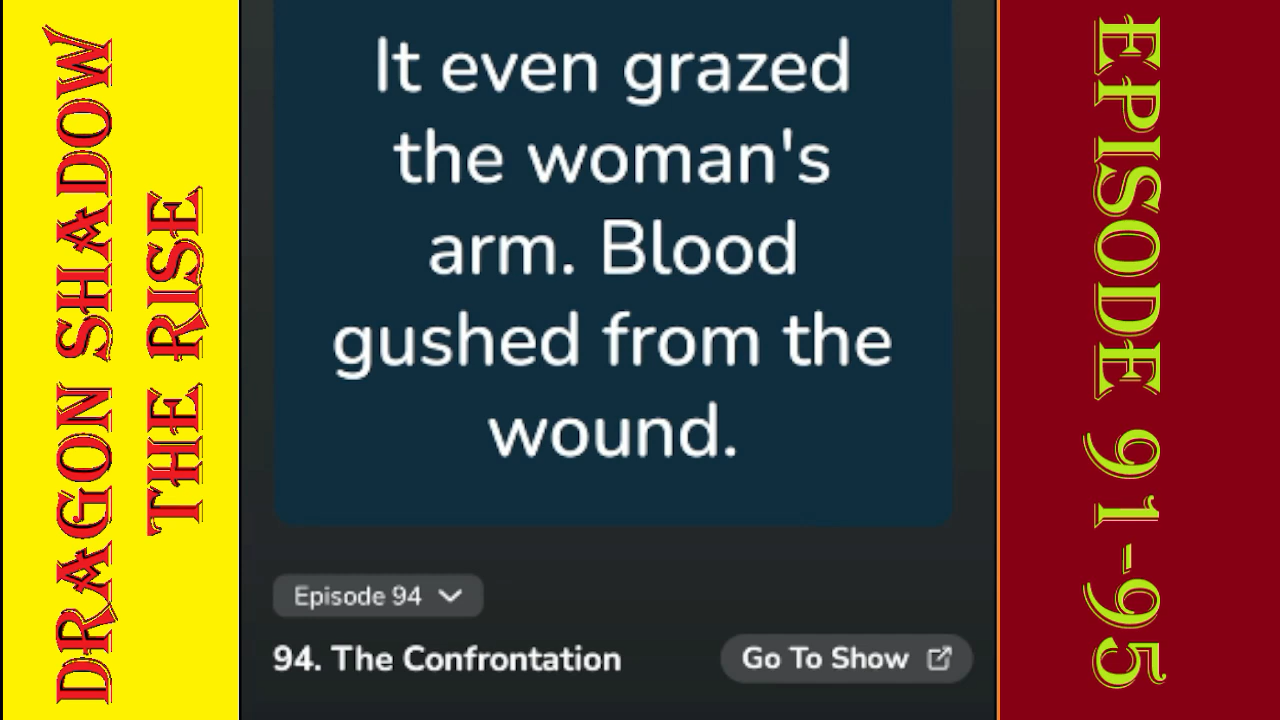 DRAGON SHADOW
THE RISE
It even grazed
the woman's
arm. Blood
gushed from the
wound.
Episode 94
94. The Confrontation
Go To Show
EPISODE 91-95